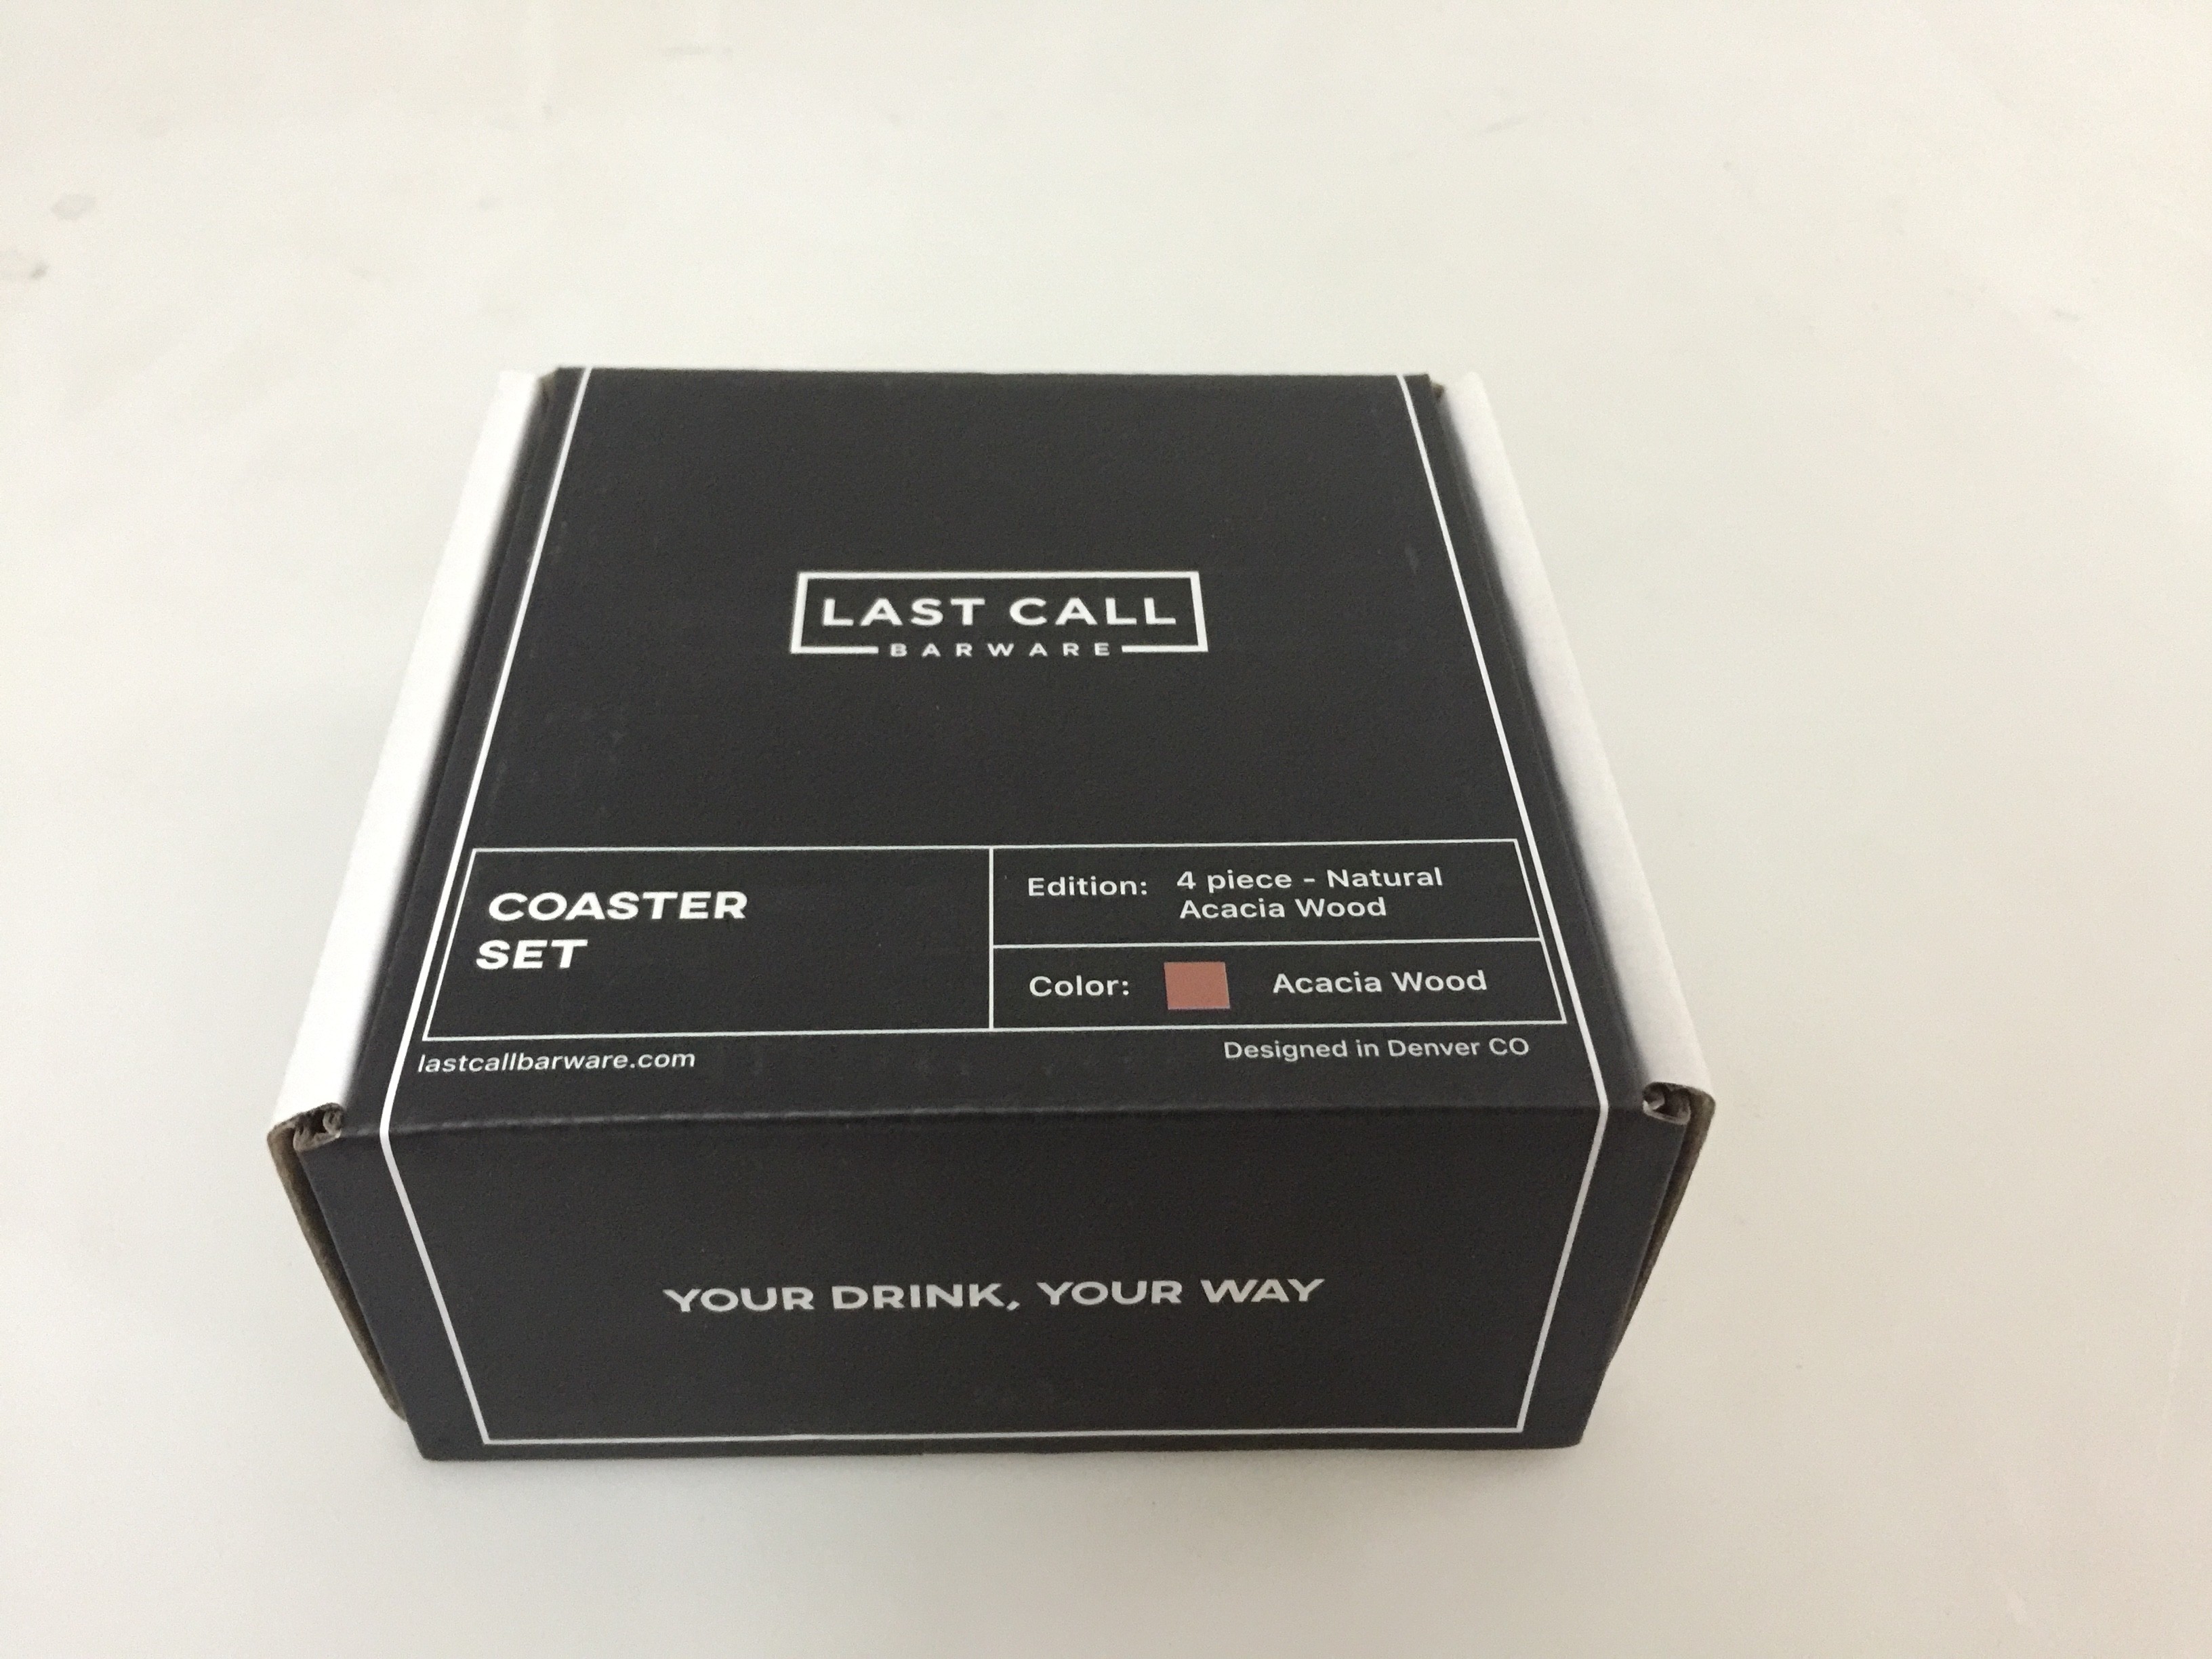 LAST CALL
BARWARE
COASTER
SET
Edition: 4 piece - Natural
Acacia Wood
Color: Acacia Wood
lastcallbarware.com
Designed in Denver CO
YOUR DRINK, YOUR WAY